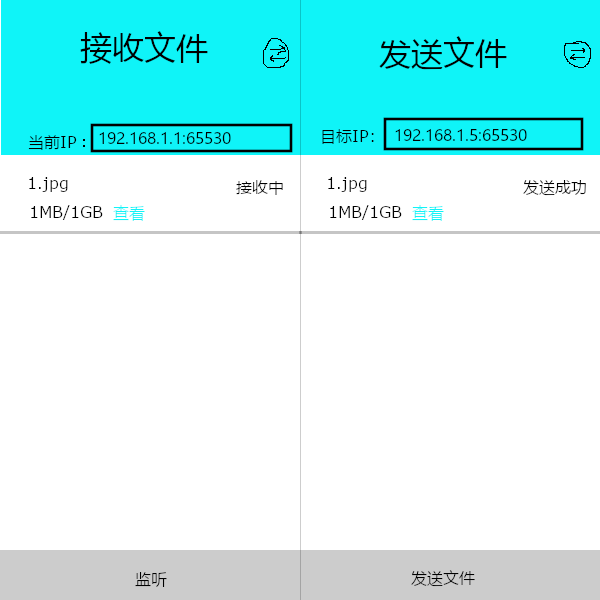 接收文件
当前IP：192.168.1.1:65530
1.jpg
接收中
1MB/1GB 查看
监听
发送文件
目标IP：192.168.1.5:65530
1.jpg
发送成功
1MB/1GB 查看
发送文件